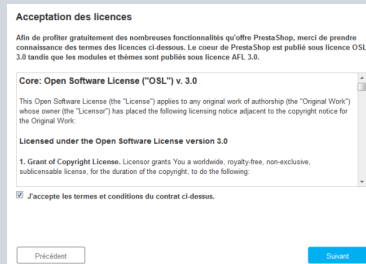 Acceptation des licences
Afin de profiter gratuitement des nombreuses fonctionnalités qu'offre PrestaShop, merci de prendre
connaissance des termes des licences ci-dessous. Le coeur de PrestaShop est publié sous licence OSL
3.0 tandis que les modules et thèmes sont publiés sous licence AFL 3.0.
Core: Open Software License ("OSL") v. 3.0
This Open Software License (the "License") applies to any original work of authorship (the "Original Work")
whose owner (the "Licensor") has placed the following licensing notice adjacent to the copyright notice for
the Original Work:
Licensed under the Open Software License version 3.0
1. Grant of Copyright License. Licensor grants You a worldwide, royalty-free, non-exclusive,
sublicensable license, for the duration of the copyright, to do the following:
J'accepte les termes et conditions du contrat ci-dessus.
Précédent
Suivant